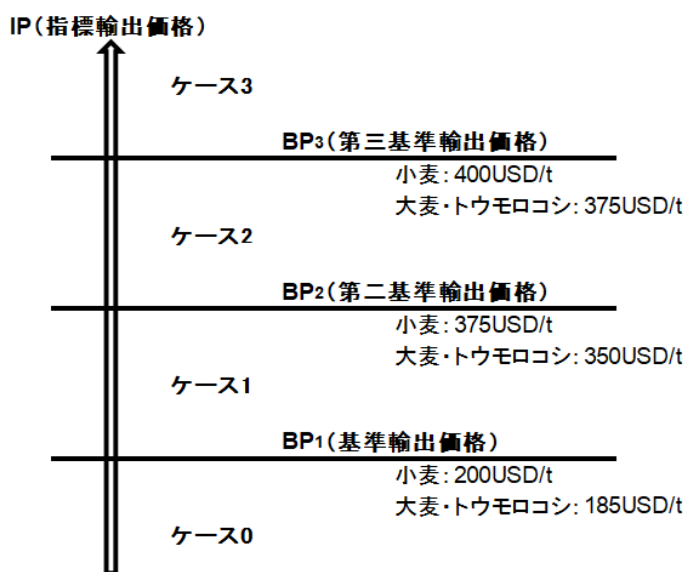 IP(指標輸出価格)
ケース3
BP3(第三基準輸出価格)
小麦: 400USD/t
大麦・トウモロコシ: 375USD/t
ケース2
BP2(第二基準輸出価格)
小麦: 375USD/t
大麦・トウモロコシ: 350USD/t
ケース1
BP1(基準輸出価格)
小麦: 200USD/t
大麦・トウモロコシ: 185USD/t
ケース0